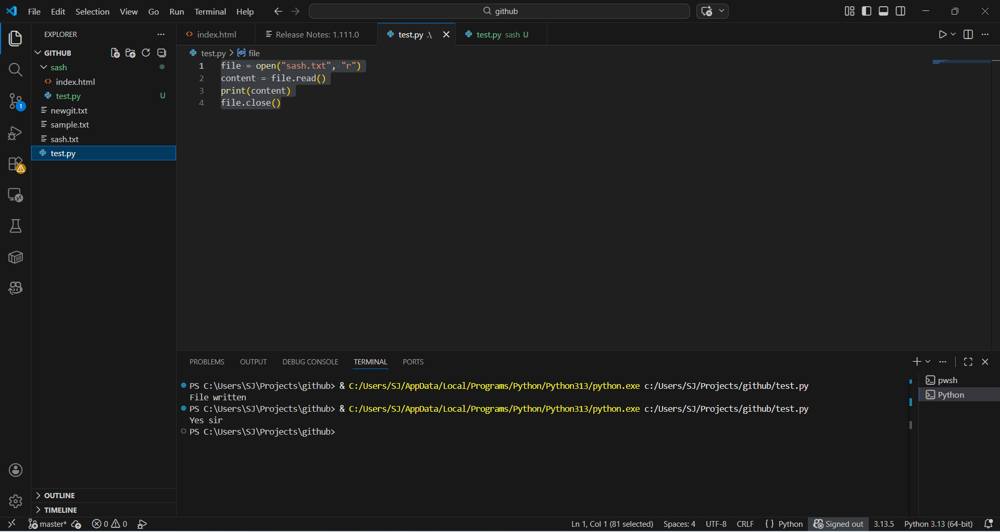 File Edit Selection View Go Run Terminal Help
github
EXPLORER
GITHUB
sash
index.html
test.py U
newgit.txt
sample.txt
sash.txt
test.py
OUTLINE
TIMELINE
index.html
Release Notes: 1.111.0
test.py .\
test.py sash U
test.py > file
1 file = open("sash.txt", "r")
2 content = file.read()
3 print(content)
4 file.close()
PROBLEMS OUTPUT DEBUG CONSOLE TERMINAL PORTS
PS C:\Users\SJ\Projects\github> & C:/Users/SJ/AppData/Local/Programs/Python/Python313/python.exe c:/Users/SJ/Projects/github/test.py
File written
PS C:\Users\SJ\Projects\github> & C:/Users/SJ/AppData/Local/Programs/Python/Python313/python.exe c:/Users/SJ/Projects/github/test.py
Yes sir
PS C:\Users\SJ\Projects\github>
pwsh
Python
1
master* 0 0
Ln 1, Col 1 (81 selected) Spaces: 4 UTF-8 CRLF { } Python Signed out 3.13.5 Python 3.13 (64-bit)